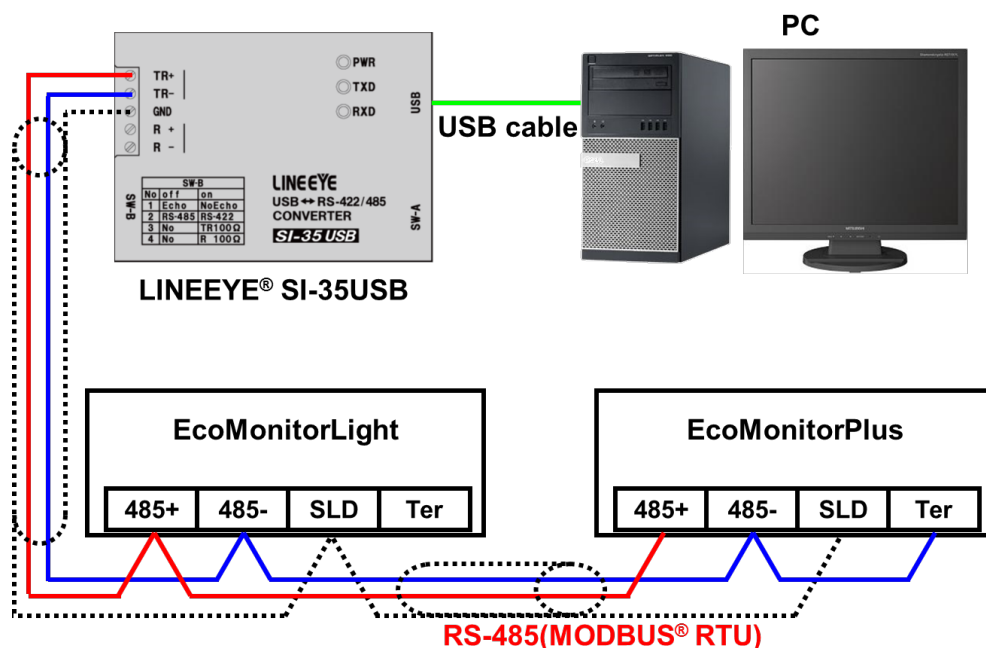 PC
TR+
TR-
GND
R +
R -
PWR
TXD
RXD
USB
USB cable
SW-B
SW-B
No off on
1 Echo NoEcho
2 RS-485 RS-422
3 No TR100Ω
4 No R 100Ω
LINEEYE
USB ↔ RS-422/485
CONVERTER
SI-35 USB
SW-A
LINEEYE® SI-35USB
EcoMonitorLight
485+ 485- SLD Ter
EcoMonitorPlus
485+ 485- SLD Ter
RS-485(MODBUS® RTU)